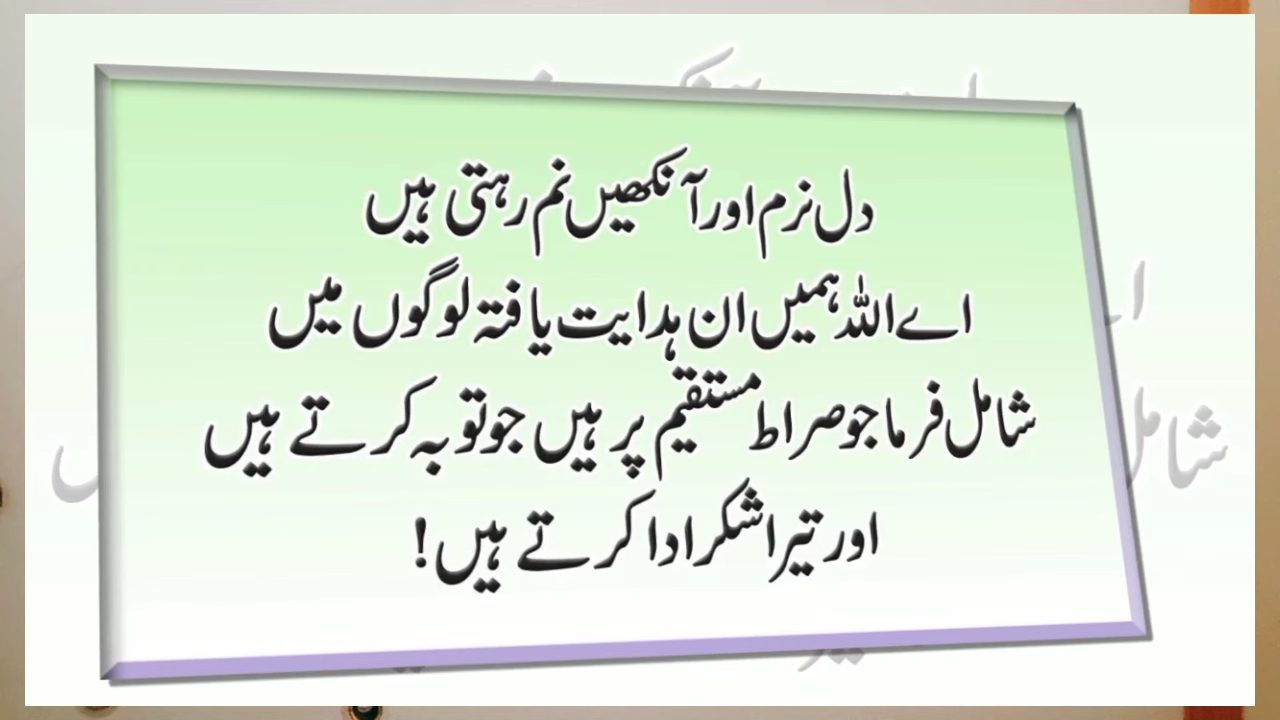 دل نرم اور آنکھیں نم رہتی ہیں
اے اللہ ہمیں ان ہدایت یافتہ لوگوں میں
شامل فرما جو صراط مستقیم پر ہیں جو توبہ کرتے ہیں
اور تیرا شکر ادا کرتے ہیں!